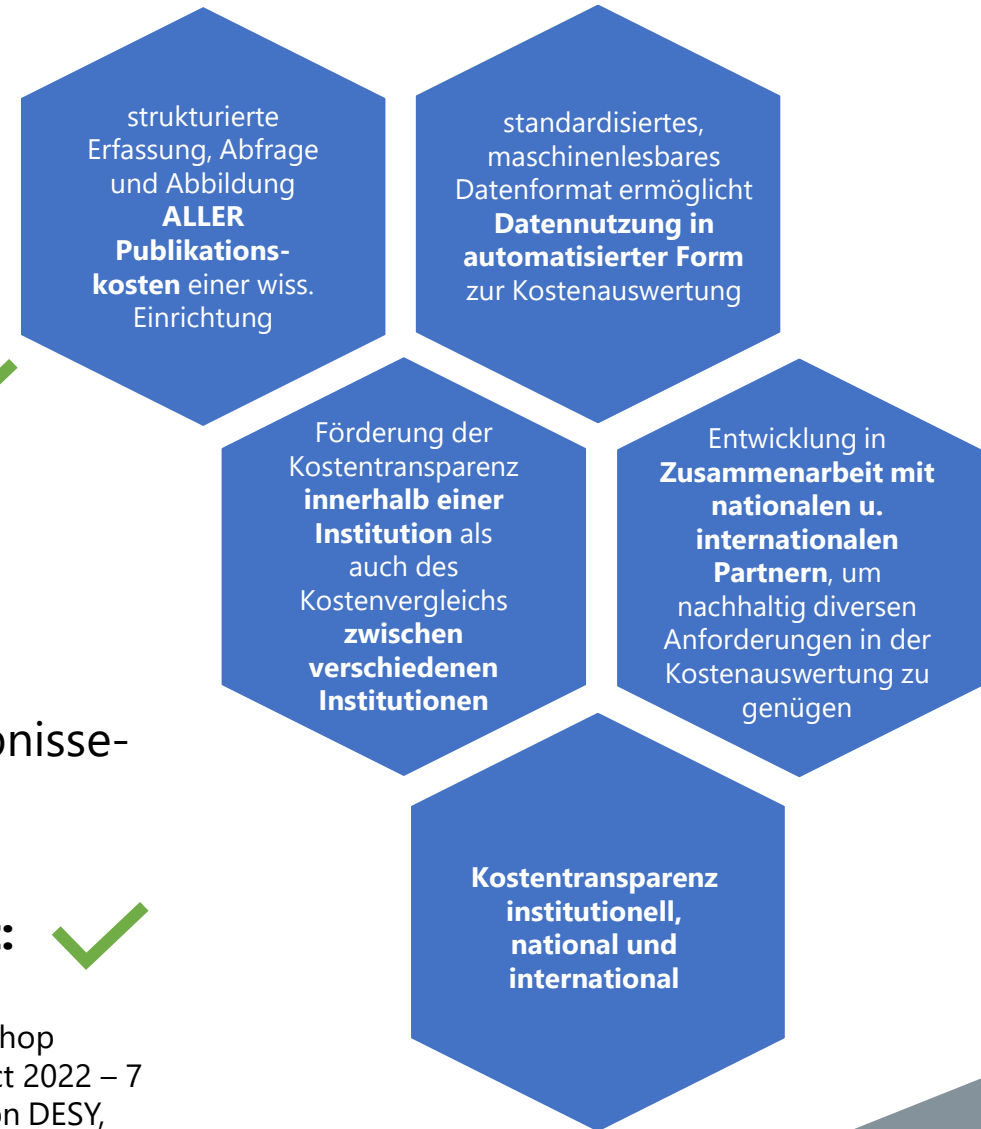 strukturierte
Erfassung, Abfrage
und Abbildung
ALLER
Publikations-
kosten einer wiss.
Einrichtung
standardisiertes,
maschinenlesbares
Datenformat ermöglicht
Datennutzung in
automatisierter Form
zur Kostenauswertung
Förderung der
Kostentransparenz
innerhalb einer
Institution als
auch des
Kostenvergleichs
zwischen
verschiedenen
Institutionen
Entwicklung in
Zusammenarbeit mit
nationalen u.
internationalen
Partnern, um
nachhaltig diversen
Anforderungen in der
Kostenauswertung zu
genügen
Kostentransparenz
institutionell,
national und
international
2022 – 7
DESY,